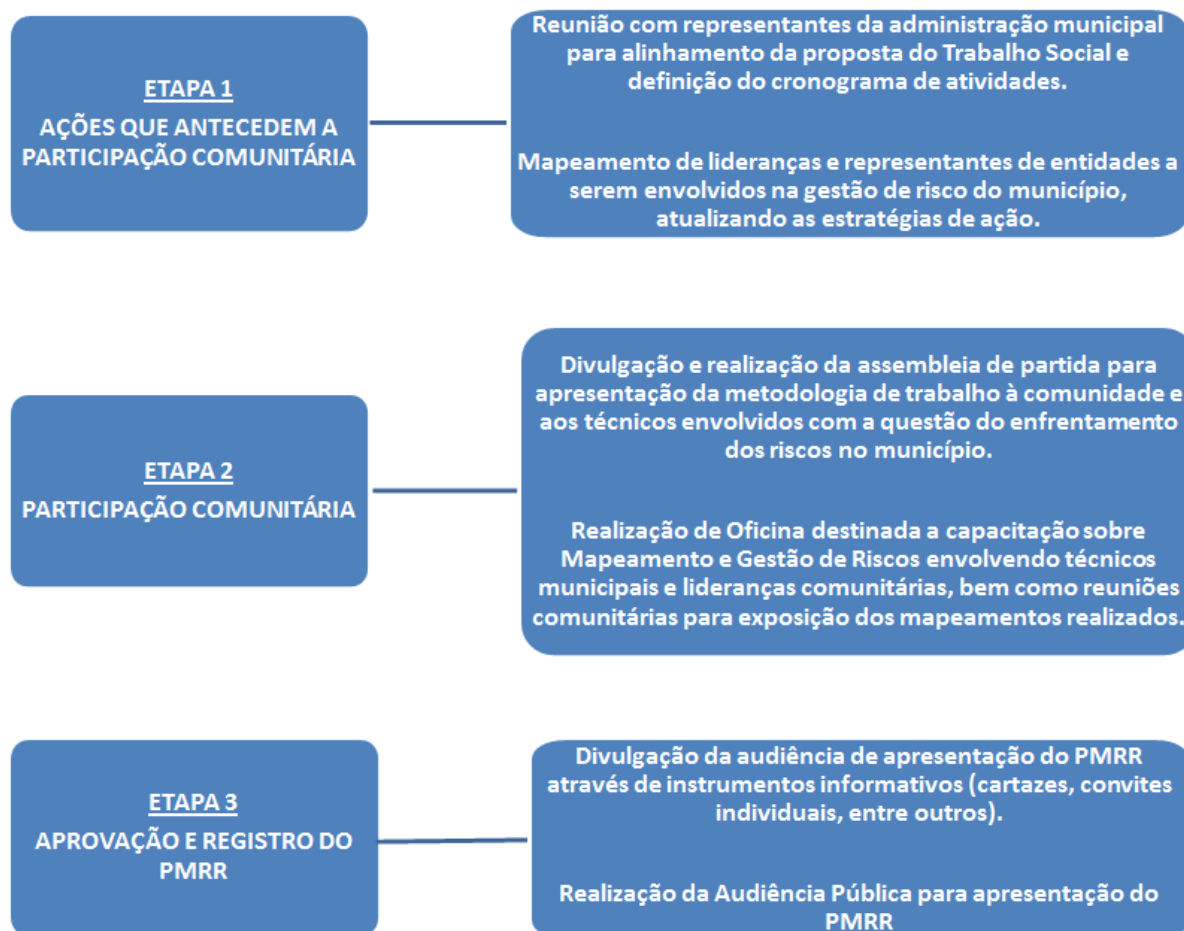 ETAPA 1
AÇÕES QUE ANTECEDEM A
PARTICIPAÇÃO COMUNITÁRIA
Reunião com representantes da administração municipal
para alinhamento da proposta do Trabalho Social e
definição do cronograma de atividades.
Mapeamento de lideranças e representantes de entidades a
serem envolvidos na gestão de risco do município,
atualizando as estratégias de ação.
ETAPA 2
PARTICIPAÇÃO COMUNITÁRIA
Divulgação e realização da assembleia de partida para
apresentação da metodologia de trabalho à comunidade e
aos técnicos envolvidos com a questão do enfrentamento
dos riscos no município.
Realização de Oficina destinada a capacitação sobre
Mapeamento e Gestão de Riscos envolvendo técnicos
municipais e lideranças comunitárias, bem como reuniões
comunitárias para exposição dos mapeamentos realizados.
ETAPA 3
APROVAÇÃO E REGISTRO DO
PMRR
Divulgação da audiência de apresentação do PMRR
através de instrumentos informativos (cartazes, convites
individuais, entre outros).
Realização da Audiência Pública para apresentação do
PMRR